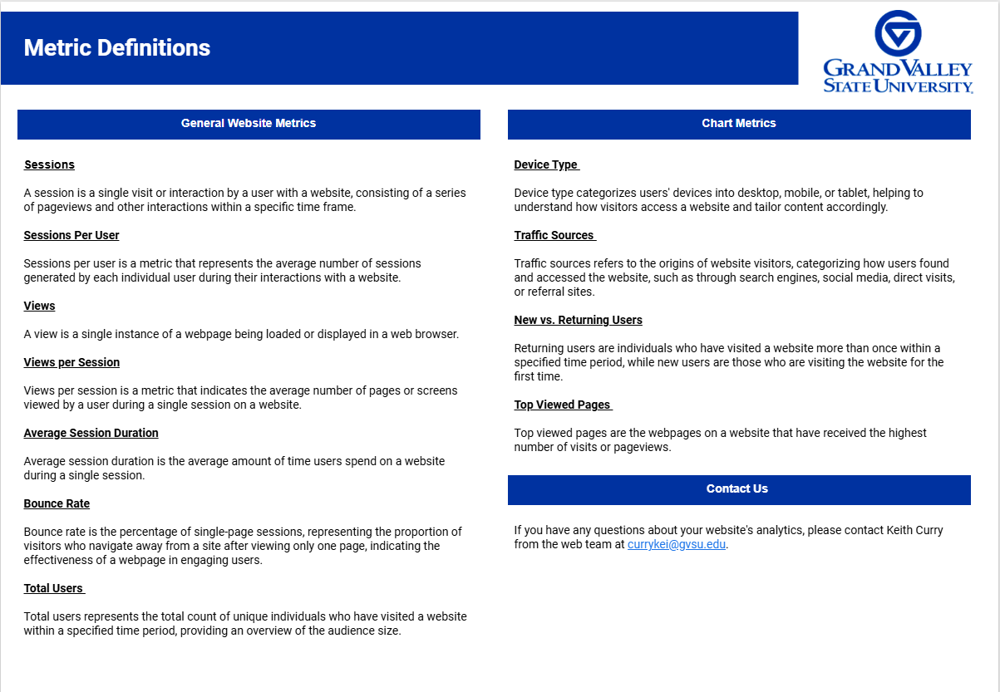 Metric Definitions
GRAND VALLEY
STATE UNIVERSITY
General Website Metrics
Sessions
A session is a single visit or interaction by a user with a website, consisting of a series
of pageviews and other interactions within a specific time frame.
Sessions Per User
Sessions per user is a metric that represents the average number of sessions
generated by each individual user during their interactions with a website.
Views
A view is a single instance of a webpage being loaded or displayed in a web browser.
Views per Session
Views per session is a metric that indicates the average number of pages or screens
viewed by a user during a single session on a website.
Average Session Duration
Average session duration is the average amount of time users spend on a website
during a single session.
Bounce Rate
Bounce rate is the percentage of single-page sessions, representing the proportion of
visitors who navigate away from a site after viewing only one page, indicating the
effectiveness of a webpage in engaging users.
Total Users
Total users represents the total count of unique individuals who have visited a website
within a specified time period, providing an overview of the audience size.
Chart Metrics
Device Type
Device type categorizes users' devices into desktop, mobile, or tablet, helping to
understand how visitors access a website and tailor content accordingly.
Traffic Sources
Traffic sources refers to the origins of website visitors, categorizing how users found
and accessed the website, such as through search engines, social media, direct visits,
or referral sites.
New vs. Returning Users
Returning users are individuals who have visited a website more than once within a
specified time period, while new users are those who are visiting the website for the
first time.
Top Viewed Pages
Top viewed pages are the webpages on a website that have received the highest
number of visits or pageviews.
Contact Us
If you have any questions about your website's analytics, please contact Keith Curry
from the web team at currykei@gvsu.edu.